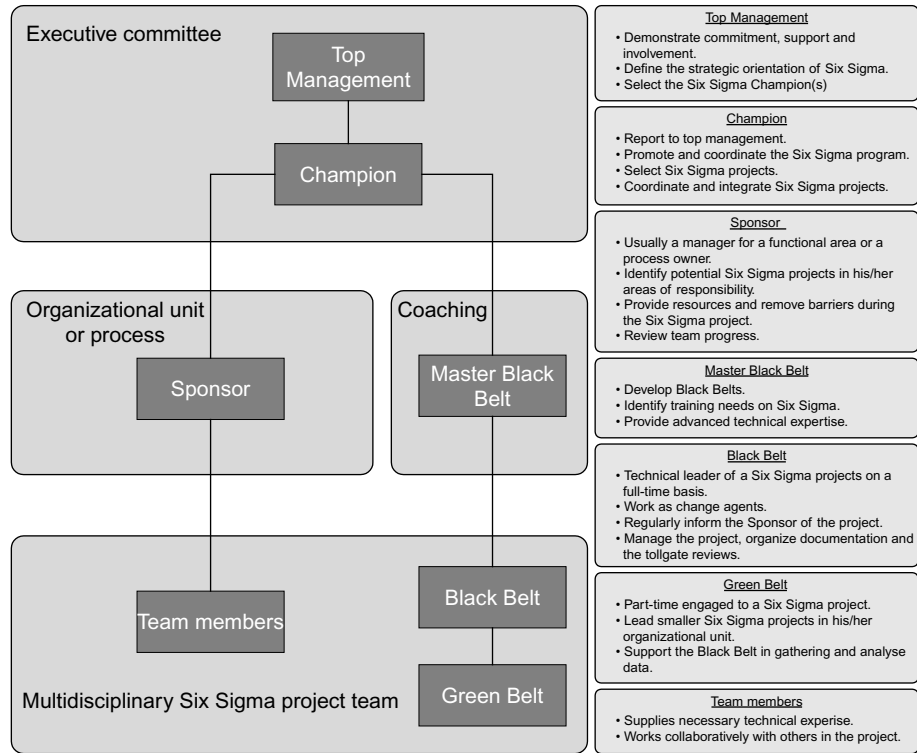 Executive committee
Top
Management
Champion
Organizational unit
or process
Sponsor
Coaching
Master Black
Belt
Team members
Black Belt
Green Belt
Multidisciplinary Six Sigma project team
Top Management
• Demonstrate commitment, support and
involvement.
• Define the strategic orientation of Six Sigma.
• Select the Six Sigma Champion(s)
Champion
• Report to top management.
• Promote and coordinate the Six Sigma program.
• Select Six Sigma projects.
• Coordinate and integrate Six Sigma projects.
Sponsor
• Usually a manager for a functional area or a
process owner.
• Identify potential Six Sigma projects in his/her
areas of responsibility.
• Provide resources and remove barriers during
the Six Sigma project.
• Review team progress.
Master Black Belt
• Develop Black Belts.
• Identify training needs on Six Sigma.
• Provide advanced technical expertise.
Black Belt
• Technical leader of a Six Sigma projects on a
full-time basis.
• Work as change agents.
• Regularly inform the Sponsor of the project.
• Manage the project, organize documentation and
the tollgate reviews.
Green Belt
• Part-time engaged to a Six Sigma project.
• Lead smaller Six Sigma projects in his/her
organizational unit.
• Support the Black Belt in gathering and analyse
data.
Team members
• Supplies necessary technical experise.
• Works collaboratively with others in the project.